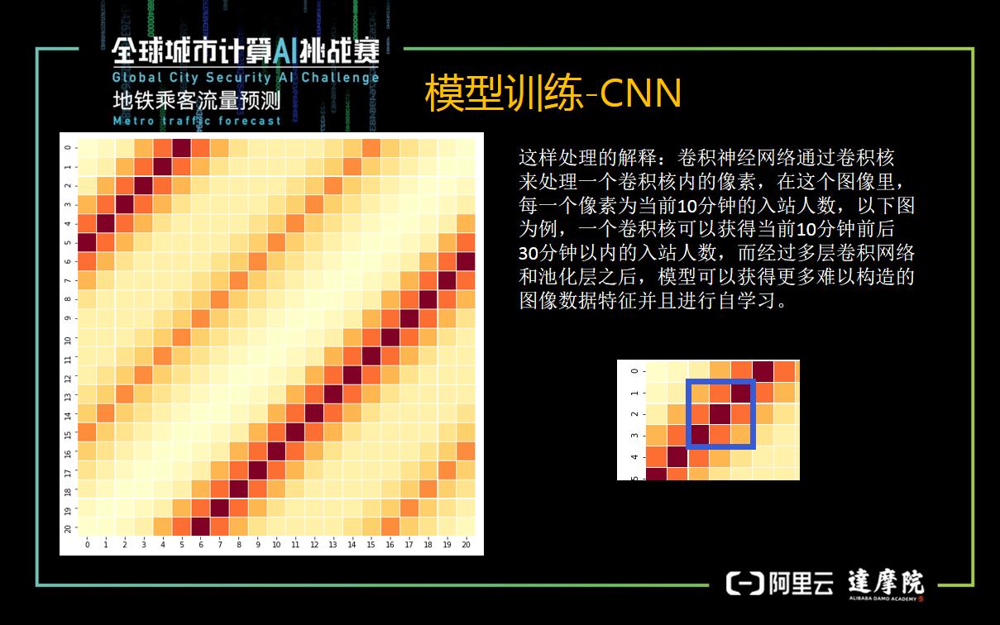 全球城市计算AI挑战赛
Global City Security AI Challenge
地铁乘客流量预测
Metro traffic forecast
模型训练-CNN
这样处理的解释：卷积神经网络通过卷积核
来处理一个卷积核内的像素，在这个图像里，
每一个像素为当前10分钟的入站人数，以下图
为例，一个卷积核可以获得当前10分钟前后
30分钟以内的入站人数，而经过多层卷积网络
和池化层之后，模型可以获得更多难以构造的
图像数据特征并且进行自学习。
0
1
2
3
4
5
6
7
8
9
10
11
12
13
14
15
16
17
18
19
20
0 1 2 3 4 5 6 7 8 9 10 11 12 13 14 15 16 17 18 19 20
0
1
2
3
4
5
阿里云 達摩院
ALIBABA DAMO ACADEMY